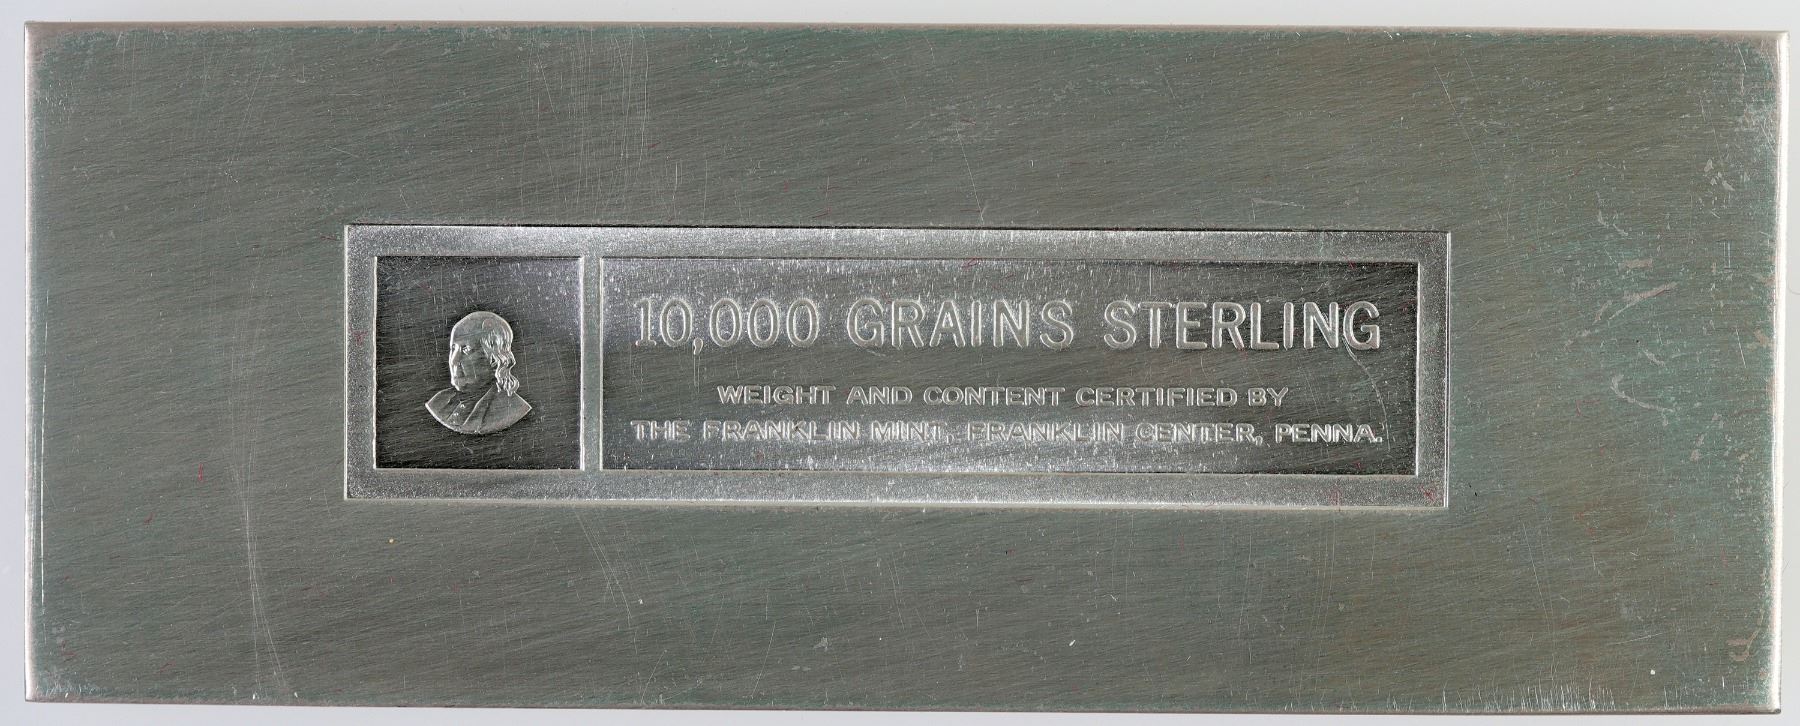 10,000 GRAINS STERLING
WEIGHT AND CONTENT CERTIFIED BY
THE FRANKLIN MINT, FRANKLIN CENTER, PENNA.